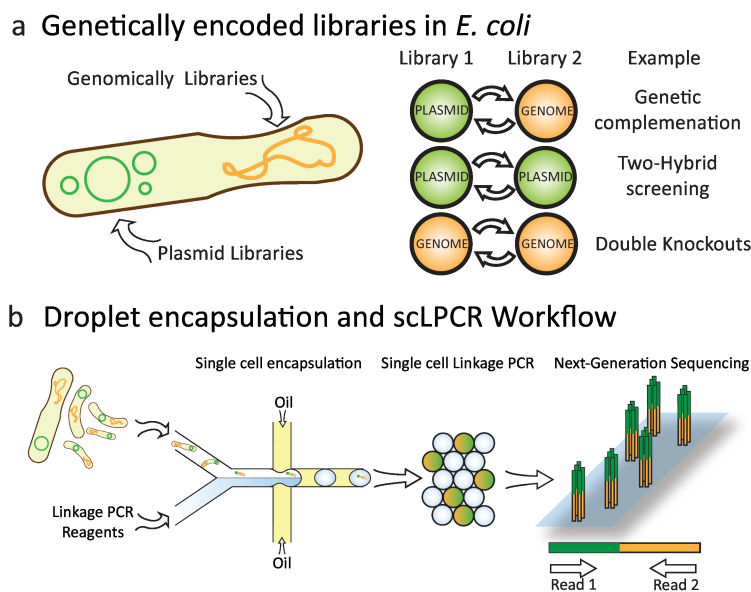 a Genetically encoded libraries in E. coli
Genomically Libraries
Plasmid Libraries
Library 1 Library 2 Example
PLASMID GENOME Genetic
complemenation
PLASMID PLASMID Two-Hybrid
screening
GENOME GENOME Double Knockouts
b Droplet encapsulation and scLPCR Workflow
Single cell encapsulation Single cell Linkage PCR Next-Generation Sequencing
Oil
Linkage PCR
Reagents
Oil
Read 1 Read 2